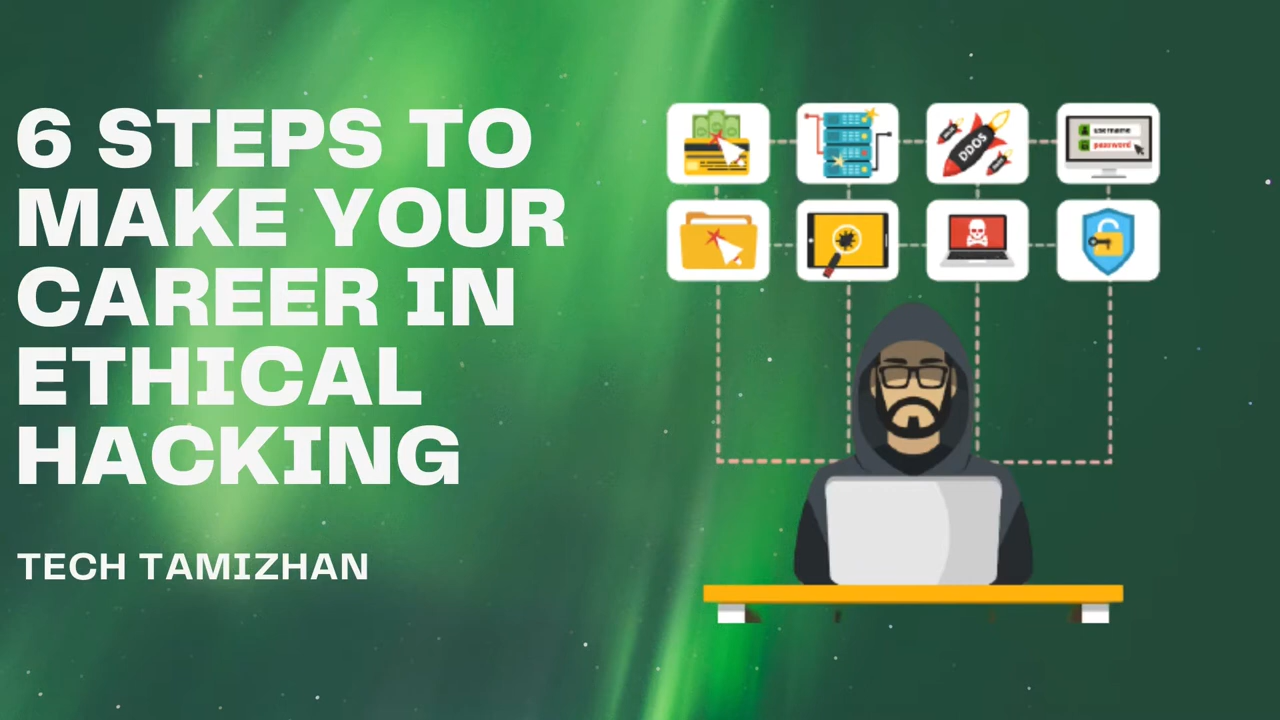 6 STEPS TO
MAKE YOUR
CAREER IN
ETHICAL
HACKING
TECH TAMIZHAN
DDOS
username
password